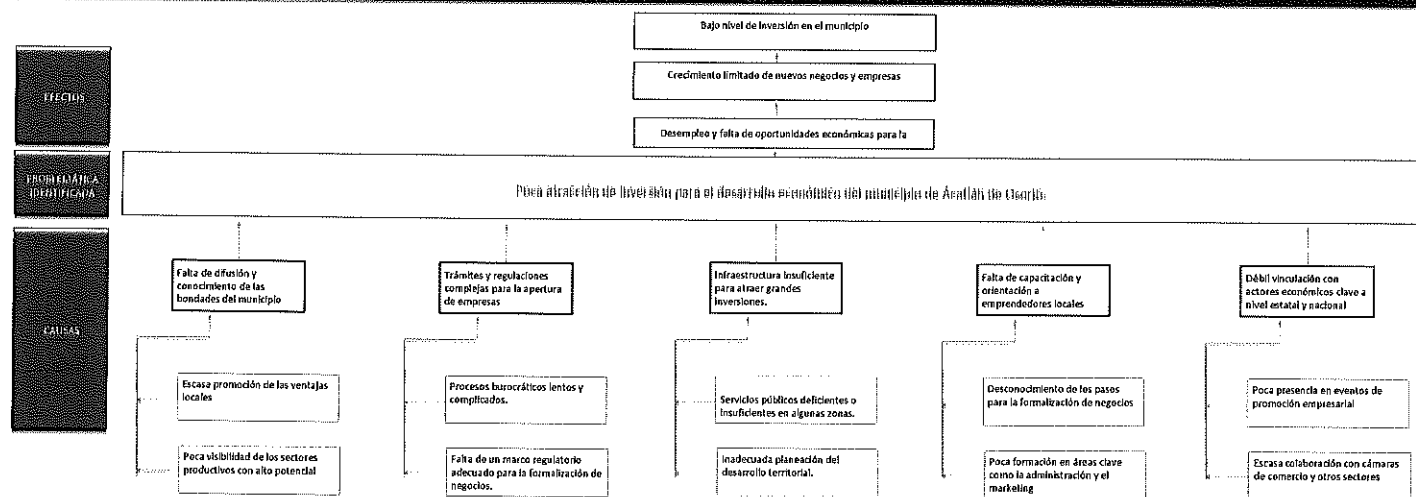 Bajo nivel de inversión en el municipio
EFECTOS
Crecimiento limitado de nuevos negocios y empresas
Desempleo y falta de oportunidades económicas para la
PROBLEMÁTICA
IDENTIFICADA
Poca atracción de inversión para el desarrollo económico del municipio de Acatlán de Osorio.
CAUSAS
Falta de difusión y
conocimiento de las
bondades del municipio
Trámites y regulaciones
complejas para la apertura
de empresas
Infraestructura insuficiente
para atraer grandes
inversiones.
Falta de capacitación y
orientación a
emprendedores locales
Débil vinculación con
actores económicos clave a
nivel estatal y nacional
Escasa promoción de las ventajas
locales
Procesos burocráticos lentos y
complicados.
Servicios públicos deficientes o
insuficientes en algunas zonas.
Desconocimiento de los pasos
para la formalización de negocios
Poca presencia en eventos de
promoción empresarial
Poca visibilidad de los sectores
productivos con alto potencial
Falta de un marco regulatorio
adecuado para la formalización de
negocios.
Inadecuada planeación del
desarrollo territorial.
Poca formación en áreas clave
como la administración y el
marketing
Escasa colaboración con cámaras
de comercio y otros sectores